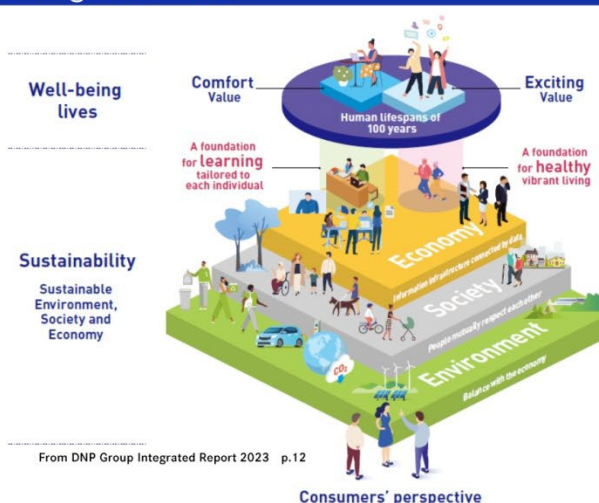 Well-being
lives
Comfort
Value
Exciting
Value
Human lifespans of
100 years
A foundation
for learning
tailored to
each individual
A foundation
for healthy
vibrant living
Sustainability
Sustainable
Environment,
Society and
Economy
Economy
Information infrastructure connected by data
Society
People mutually respect each other
Environment
Balance with the economy
CO2
From DNP Group Integrated Report 2023 p.12
Consumers' perspective